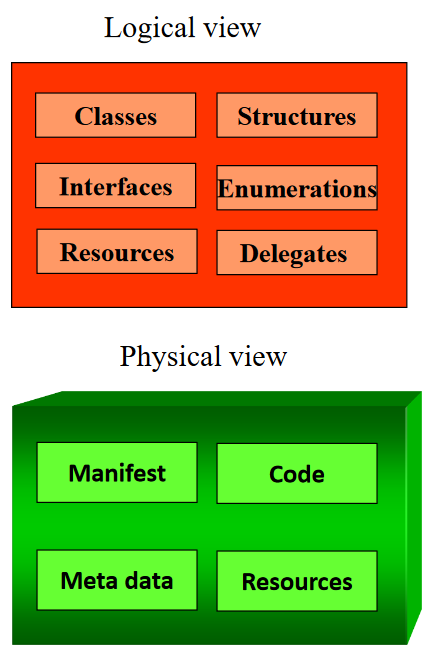 Logical view
Classes
Structures
Interfaces
Enumerations
Resources
Delegates
Physical view
Manifest
Code
Meta data
Resources